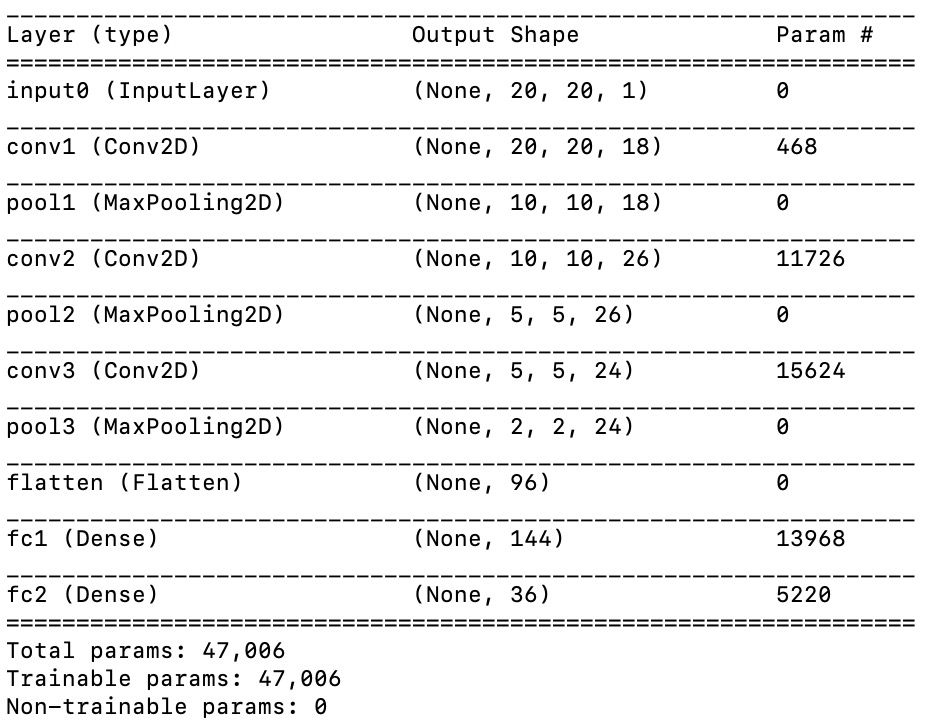 Layer (type) Output Shape Param #
input0 (InputLayer) (None, 20, 20, 1) 0
conv1 (Conv2D) (None, 20, 20, 18) 468
pool1 (MaxPooling2D) (None, 10, 10, 18) 0
conv2 (Conv2D) (None, 10, 10, 26) 11726
pool2 (MaxPooling2D) (None, 5, 5, 26) 0
conv3 (Conv2D) (None, 5, 5, 24) 15624
pool3 (MaxPooling2D) (None, 2, 2, 24) 0
flatten (Flatten) (None, 96) 0
fc1 (Dense) (None, 144) 13968
fc2 (Dense) (None, 36) 5220
Total params: 47,006
Trainable params: 47,006
Non-trainable params: 0